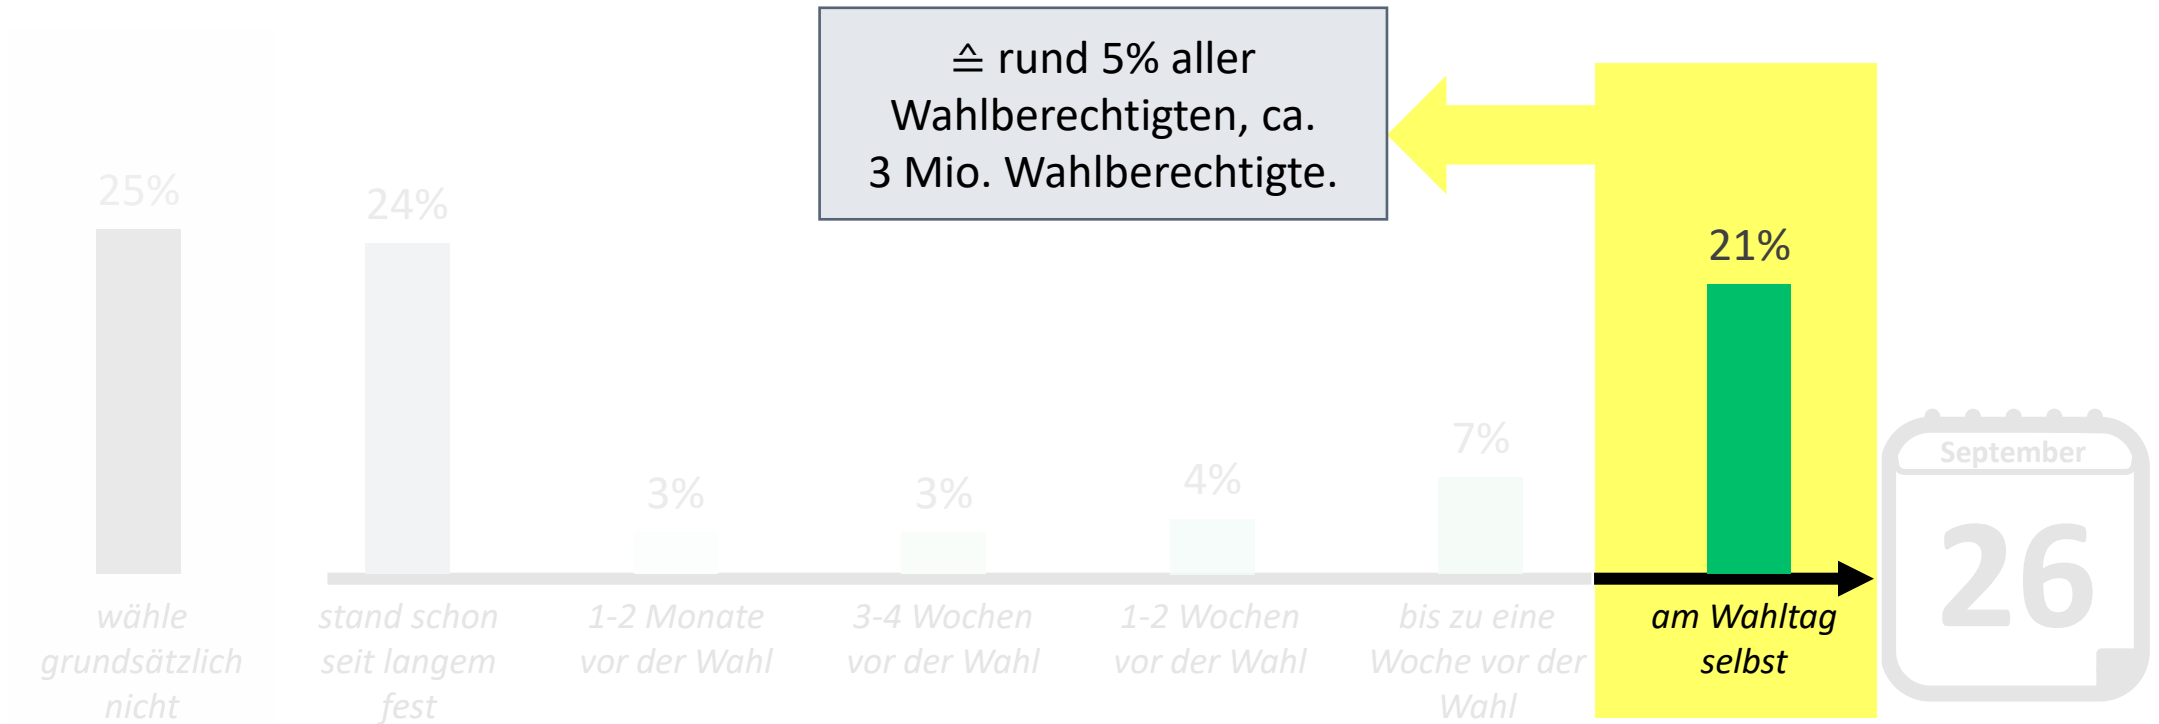 ≙ rund 5% aller
Wahlberechtigten, ca.
3 Mio. Wahlberechtigte.
25%
24%
3%
3%
4%
7%
21%
September
26
wähle
grundsätzlich
nicht
stand schon
seit langem
fest
1-2 Monate
vor der Wahl
3-4 Wochen
vor der Wahl
1-2 Wochen
vor der Wahl
bis zu eine
Woche vor der
Wahl
am Wahltag
selbst